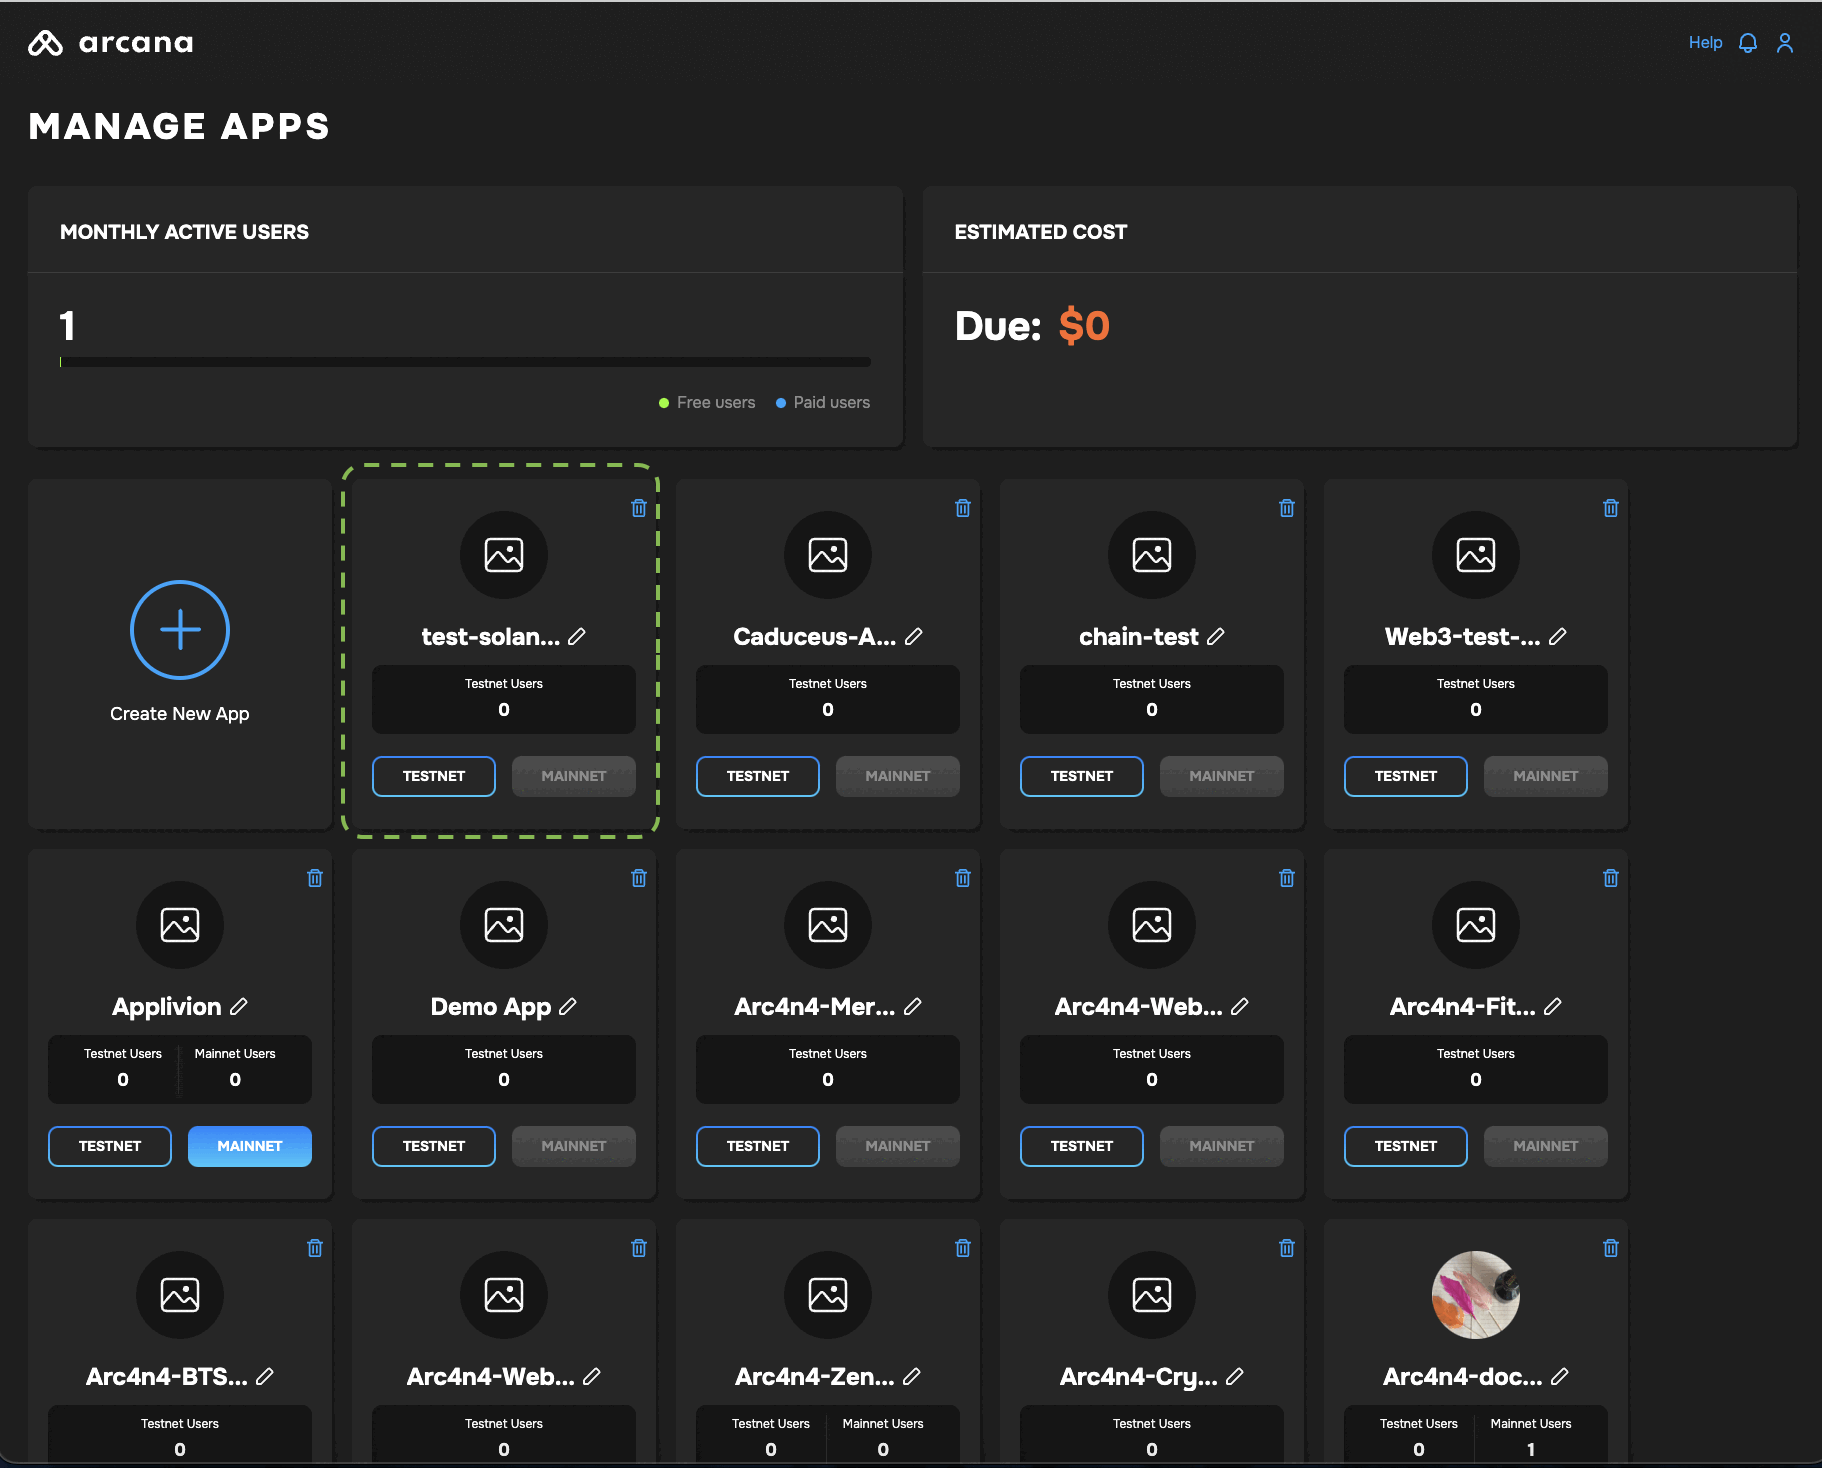 arcana
Help
MANAGE APPS
MONTHLY ACTIVE USERS
1
Free users
Paid users
ESTIMATED COST
Due: $0
Create New App
test-solan...
Testnet Users
0
TESTNET
MAINNET
Caduceus-A...
Testnet Users
0
TESTNET
MAINNET
chain-test
Testnet Users
0
TESTNET
MAINNET
Web3-test-...
Testnet Users
0
TESTNET
MAINNET
Applivion
Testnet Users
0
Mainnet Users
0
TESTNET
MAINNET
Demo App
Testnet Users
0
TESTNET
MAINNET
Arc4n4-Mer...
Testnet Users
0
TESTNET
MAINNET
Arc4n4-Web...
Testnet Users
0
TESTNET
MAINNET
Arc4n4-Fit...
Testnet Users
0
TESTNET
MAINNET
Arc4n4-BTS...
Testnet Users
0
Arc4n4-Web...
Testnet Users
0
Arc4n4-Zen...
Testnet Users
0
Mainnet Users
0
Arc4n4-Cry...
Testnet Users
0
Arc4n4-doc...
Testnet Users
0
Mainnet Users
1